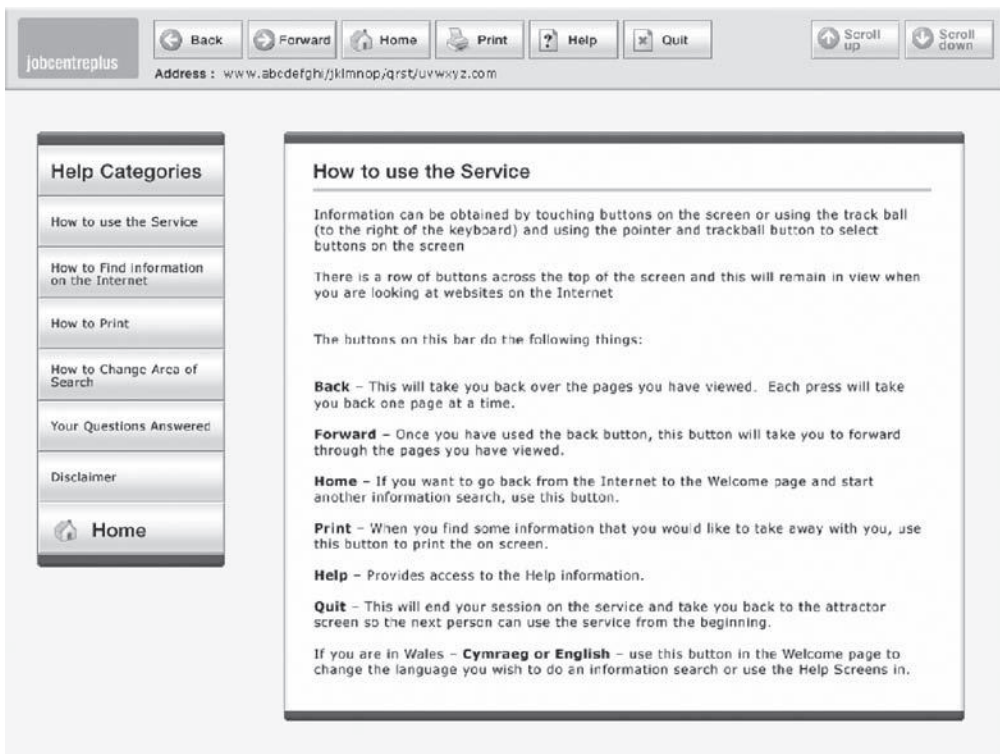 jobcentreplus
Back
Forward
Home
Print
Help
Quit
Scroll
up
Scroll
down
Address : www.abcdefghi/jklmnop/qrst/uvwxyz.com
Help Categories
How to use the Service
How to Find Information
on the Internet
How to Print
How to Change Area of
Search
Your Questions Answered
Disclaimer
Home
How to use the Service
Information can be obtained by touching buttons on the screen or using the track ball
(to the right of the keyboard) and using the pointer and trackball button to select
buttons on the screen
There is a row of buttons across the top of the screen and this will remain in view when
you are looking at websites on the Internet
The buttons on this bar do the following things:
Back – This will take you back over the pages you have viewed. Each press will take
you back one page at a time.
Forward – Once you have used the back button, this button will take you to forward
through the pages you have viewed.
Home – If you want to go back from the Internet to the Welcome page and start
another information search, use this button.
Print – When you find some information that you would like to take away with you, use
this button to print the on screen.
Help – Provides access to the Help information.
Quit – This will end your session on the service and take you back to the attractor
screen so the next person can use the service from the beginning.
If you are in Wales – Cymraeg or English – use this button in the Welcome page to
change the language you wish to do an information search or use the Help Screens in.